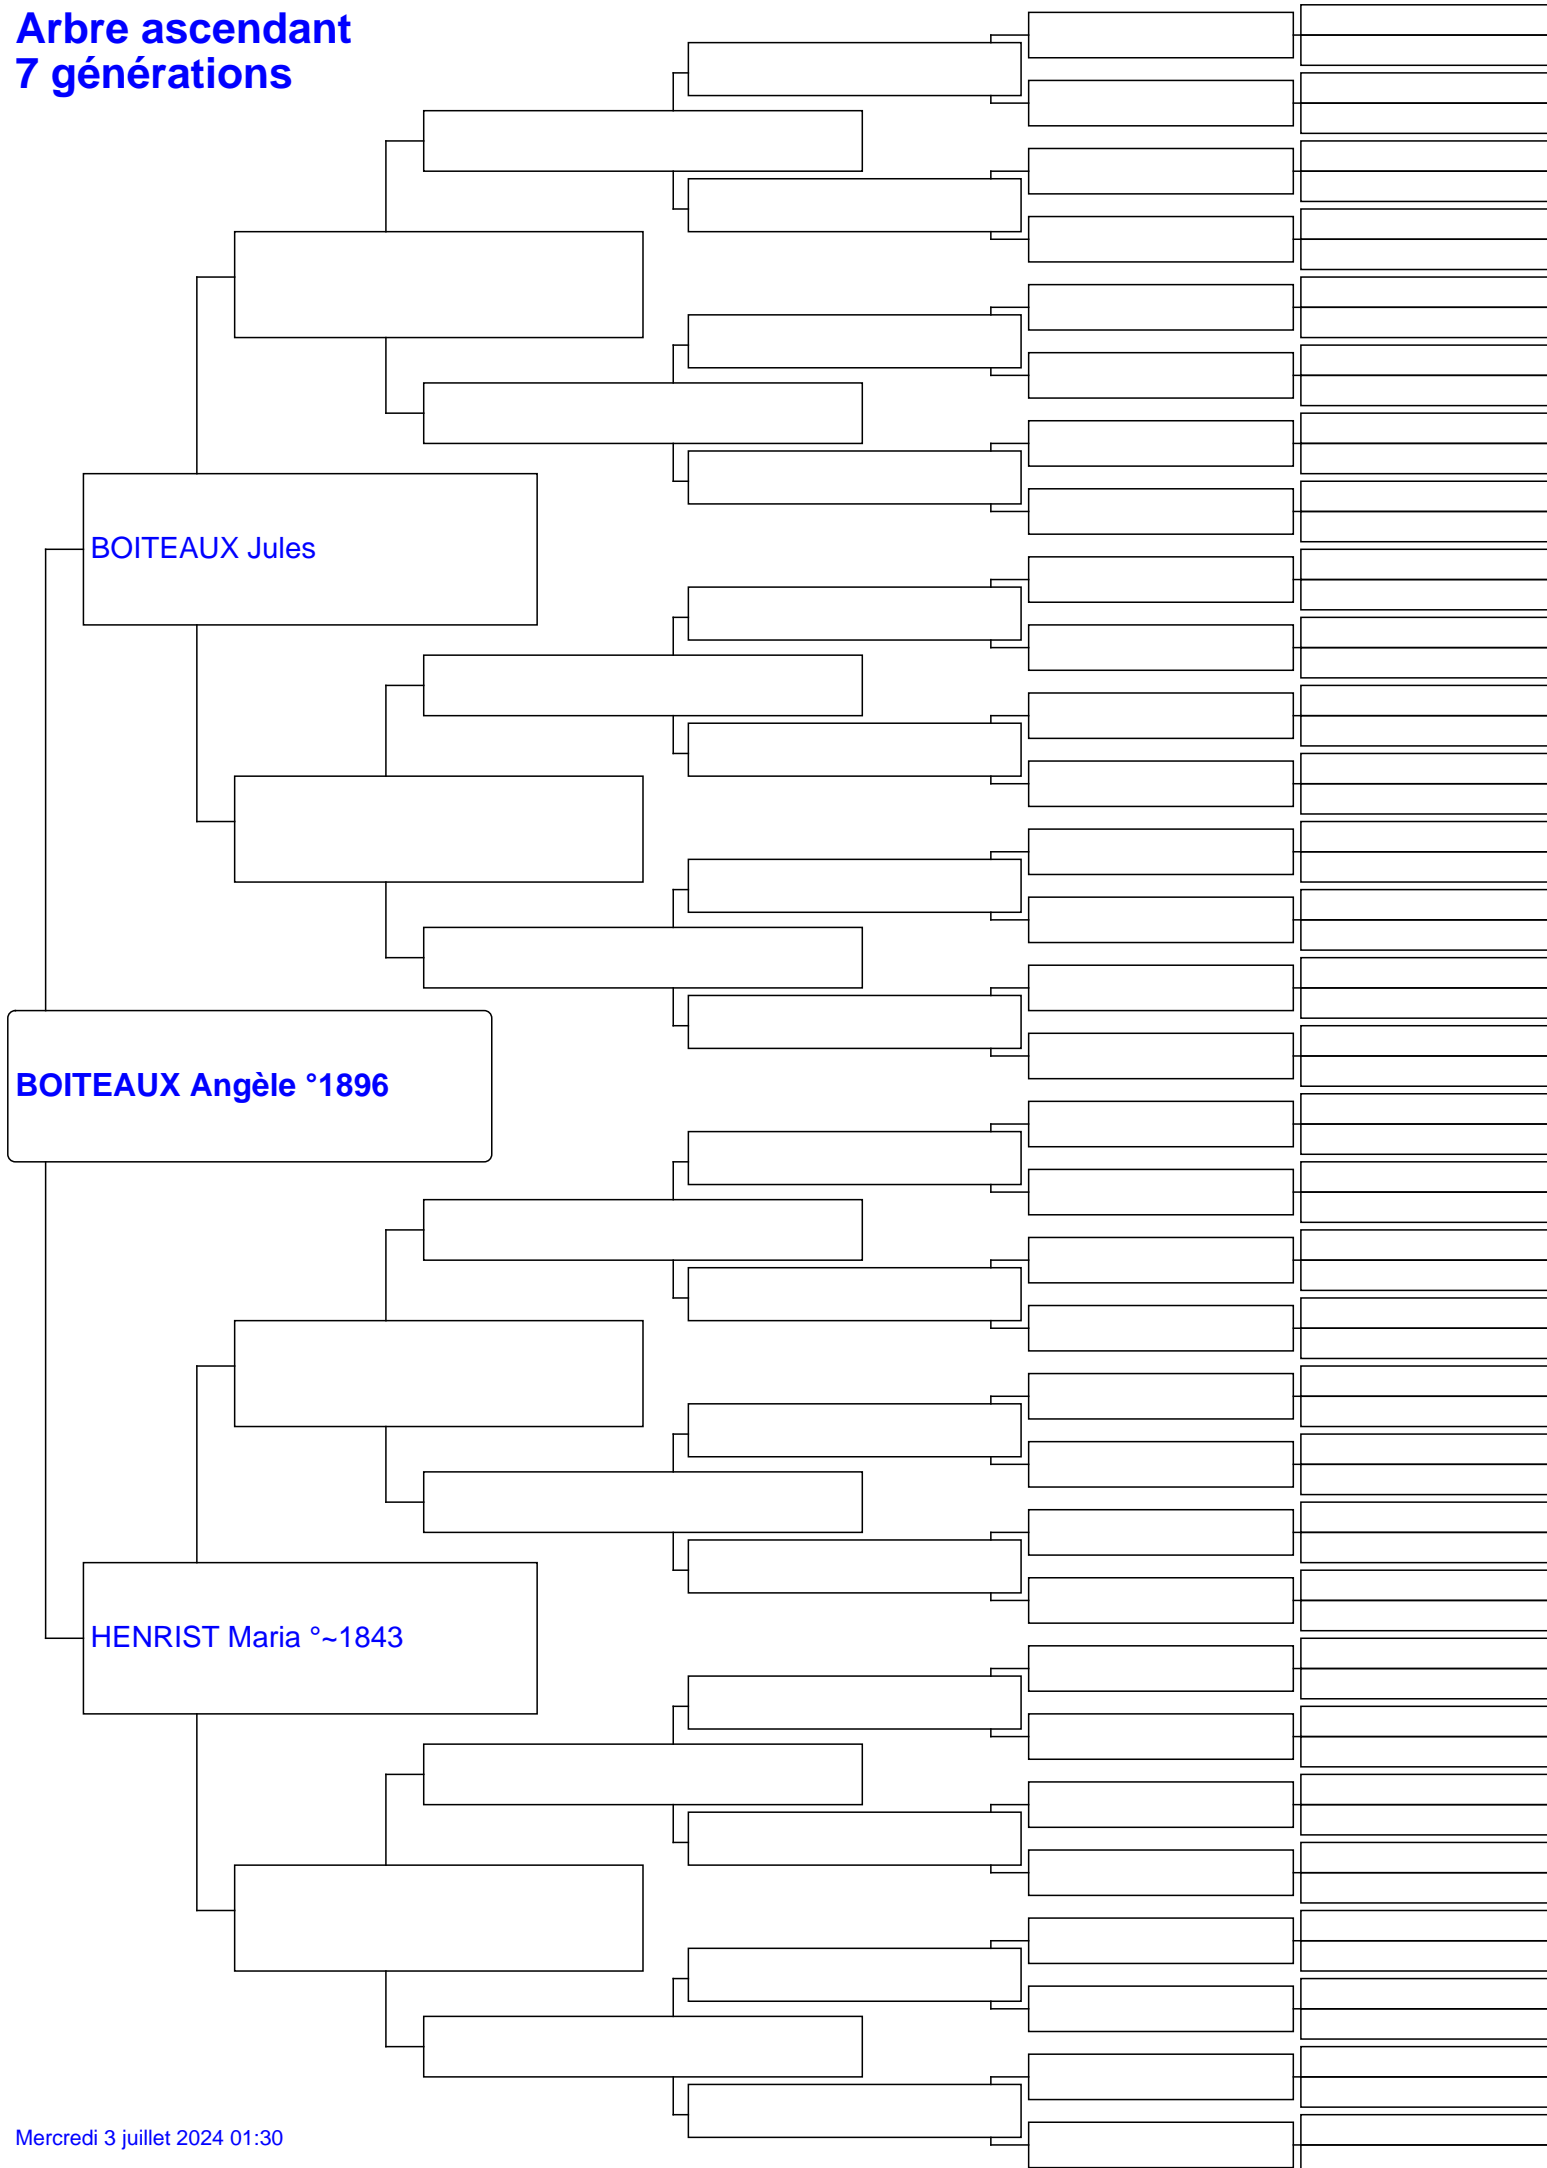 Arbre ascendant
7 générations
BOITEAUX Jules
BOITEAUX Angèle °1896
HENRIST Maria °~1843
Mercredi 3 juillet 2024 01:30